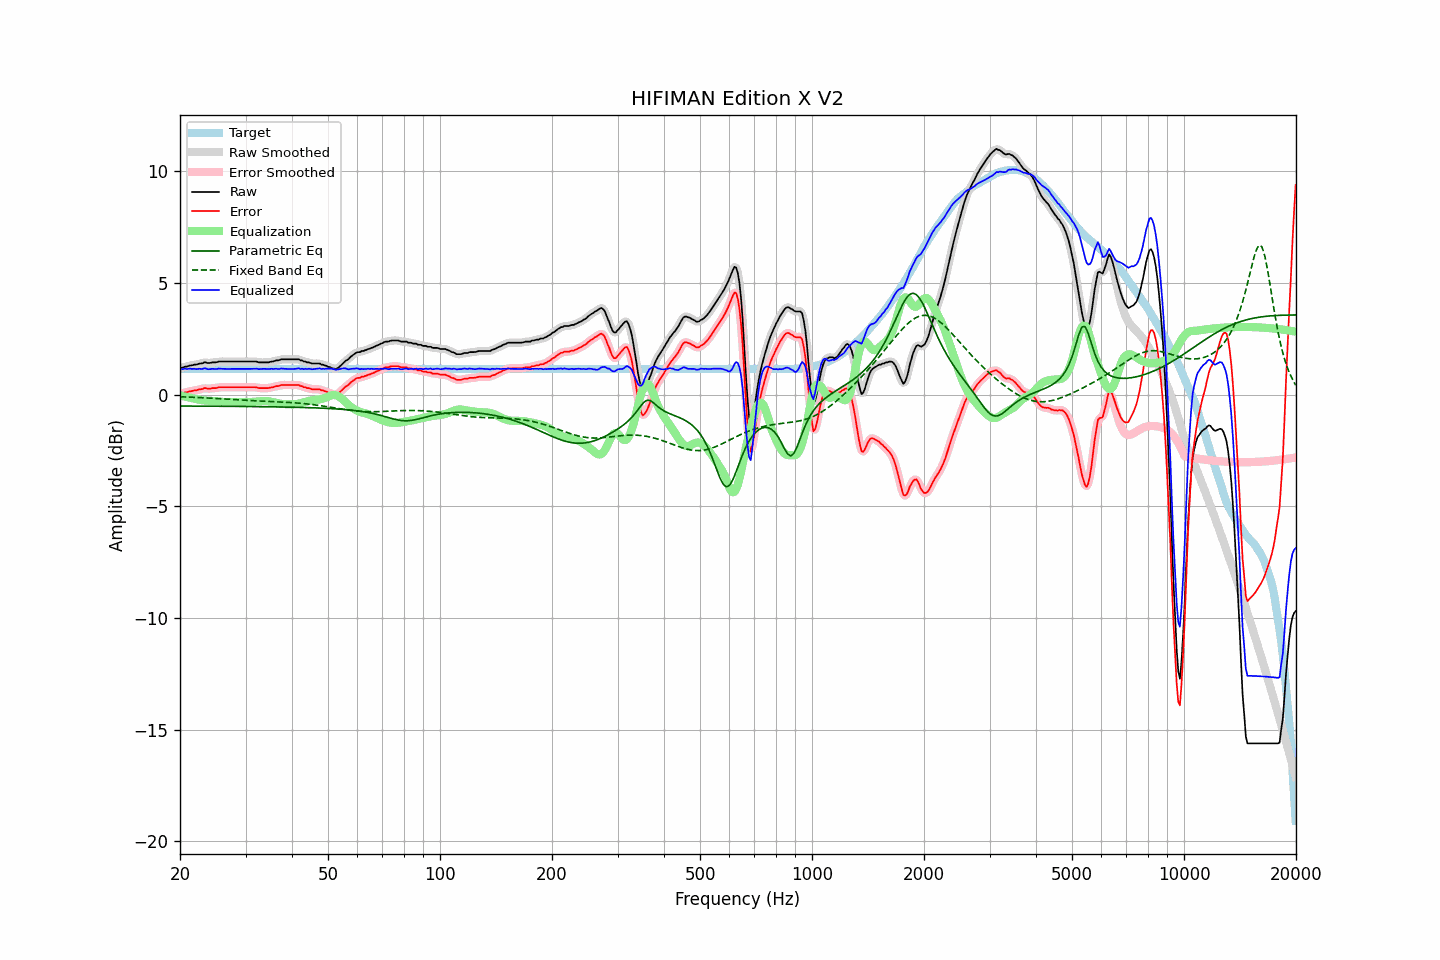 HIFIMAN Edition X V2
Target
Raw Smoothed
Error Smoothed
Raw
Error
Equalization
Parametric Eq
Fixed Band Eq
Equalized
10
5
0
−5
−10
−15
−20
Amplitude (dBr)
20 50 100 200 500 1000 2000 5000 10000 20000
Frequency (Hz)